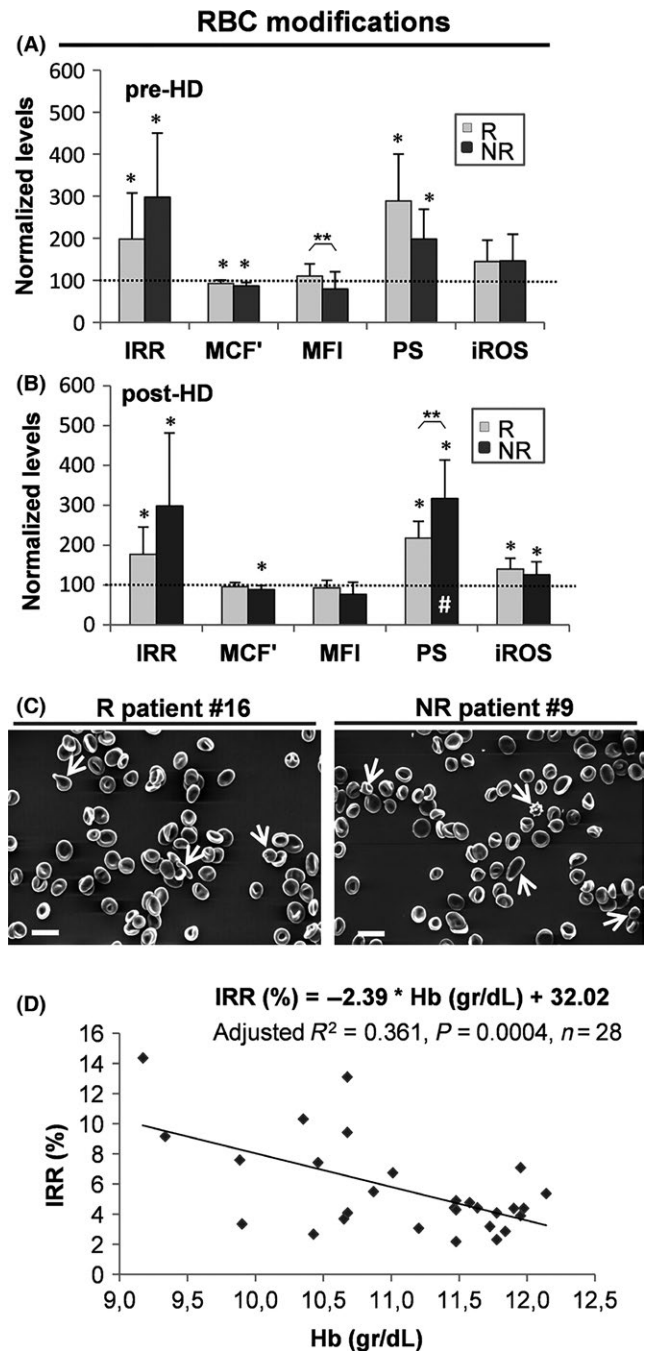 RBC modifications
(A)
pre-HD
Normalized levels
600
500
400
300
200
100
0
R
NR
* * * * ** * *
IRR MCF' MFI PS iROS
(B)
post-HD
Normalized levels
600
500
400
300
200
100
0
R
NR
* * * * ** * * *
#
IRR MCF' MFI PS iROS
(C)
R patient #16 NR patient #9
(D)
IRR (%) = –2.39 * Hb (gr/dL) + 32.02
Adjusted R² = 0.361, P = 0.0004, n = 28
IRR (%)
16
14
12
10
8
6
4
2
0
9,0 9,5 10,0 10,5 11,0 11,5 12,0 12,5
Hb (gr/dL)